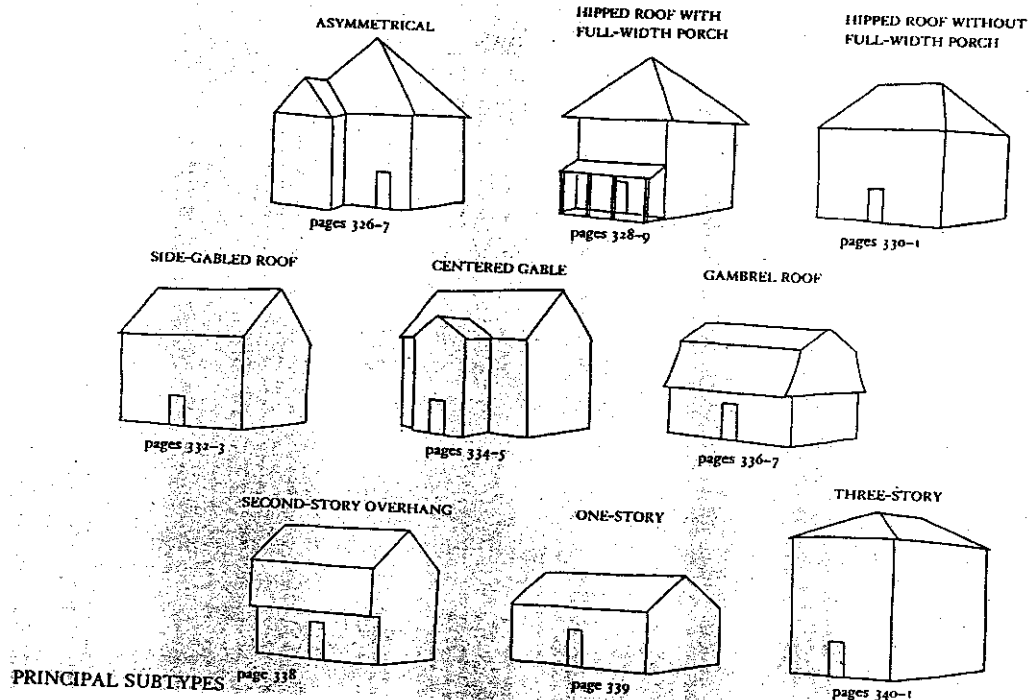 ASYMMETRICAL
HIPPED ROOF WITH
FULL-WIDTH PORCH
HIPPED ROOF WITHOUT
FULL-WIDTH PORCH
pages 326-7
pages 328-9
pages 330-1
SIDE-GABLED ROOF
CENTERED GABLE
GAMBREL ROOF
pages 332-3
pages 334-5
pages 336-7
SECOND-STORY OVERHANG
ONE-STORY
THREE-STORY
page 338
page 339
pages 340-1
PRINCIPAL SUBTYPES